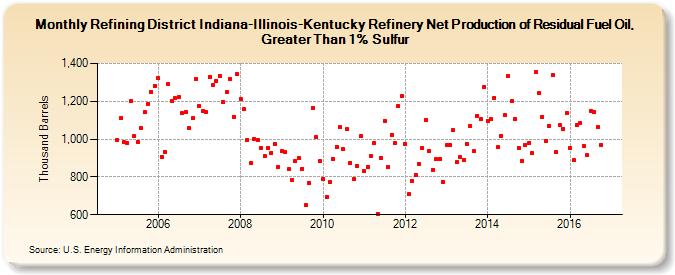 Monthly Refining District Indiana-Illinois-Kentucky Refinery Net Production of Residual Fuel Oil,
Greater Than 1% Sulfur
Thousand Barrels
1,400
1,200
1,000
800
600
2006
2008
2010
2012
2014
2016
Source: U.S. Energy Information Administration